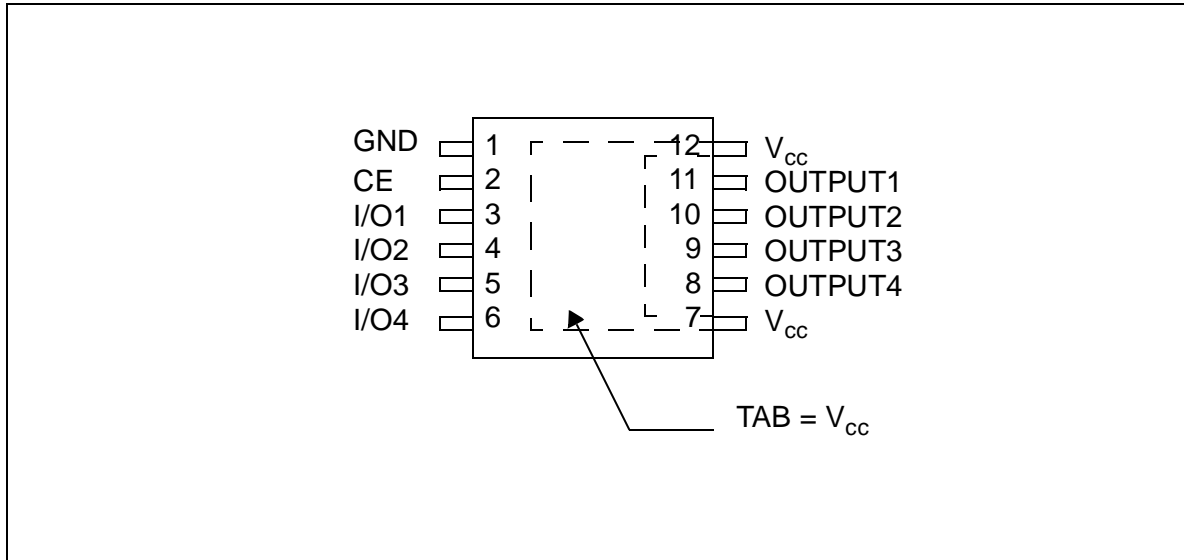 GND 1 12 Vcc
CE 2 11 OUTPUT1
I/O1 3 10 OUTPUT2
I/O2 4 9 OUTPUT3
I/O3 5 8 OUTPUT4
I/O4 6 7 Vcc
TAB = Vcc